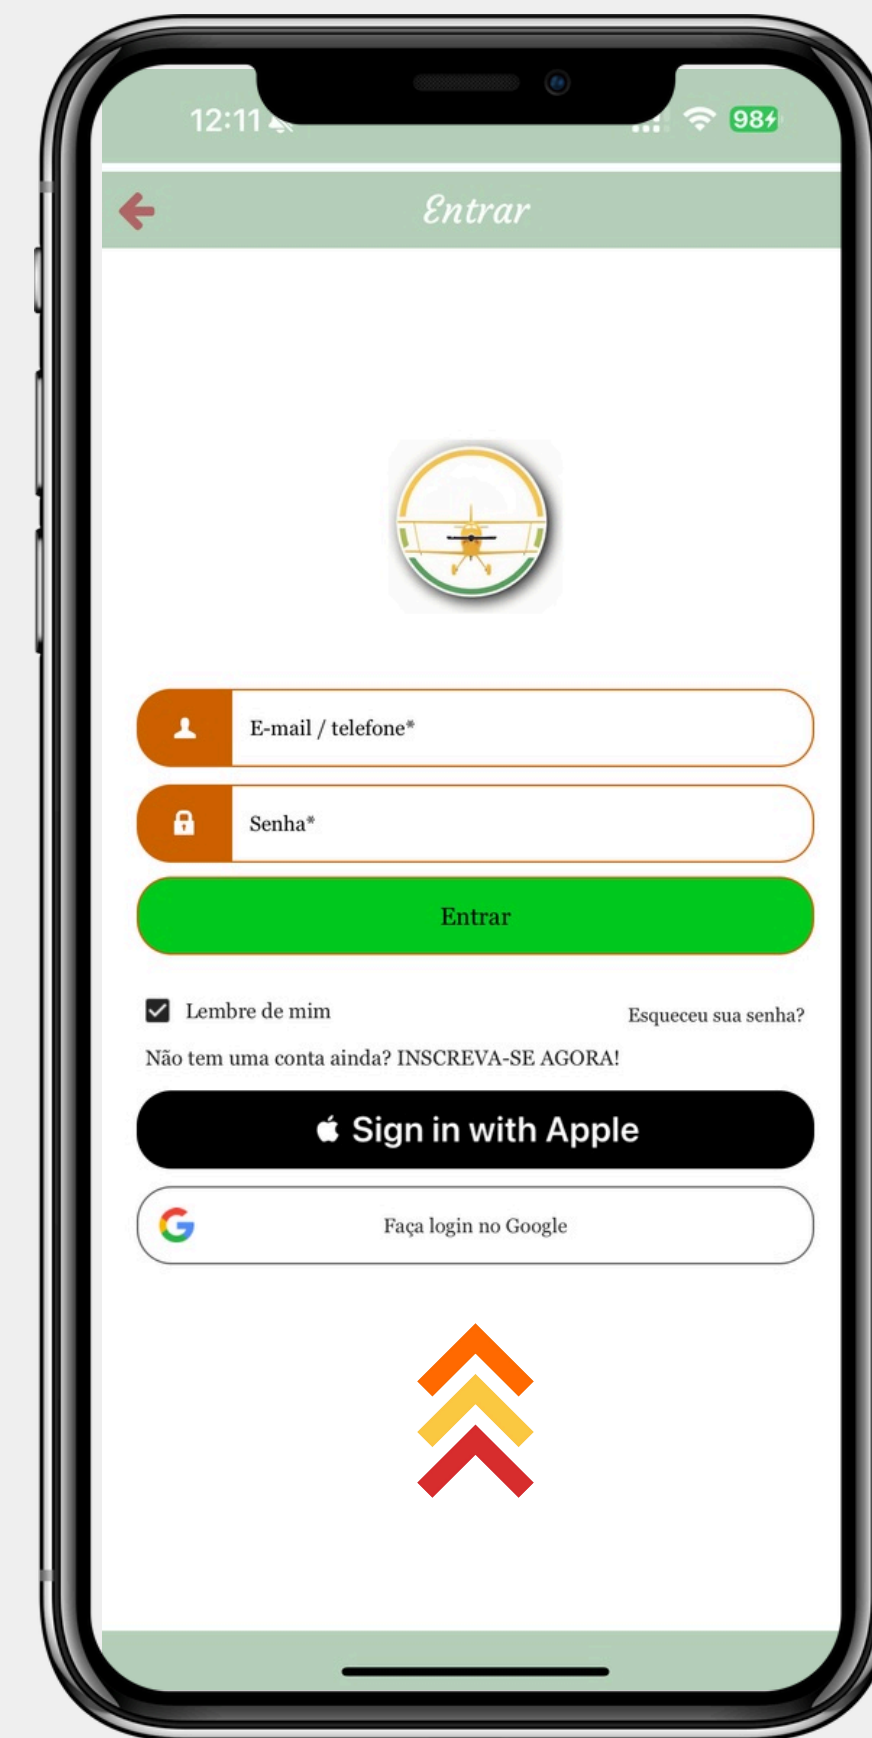 12:11
98
Entrar
E-mail / telefone*
Senha*
Entrar
Lembre de mim
Esqueceu sua senha?
Não tem uma conta ainda? INSCREVA-SE AGORA!
Sign in with Apple
Faça login no Google